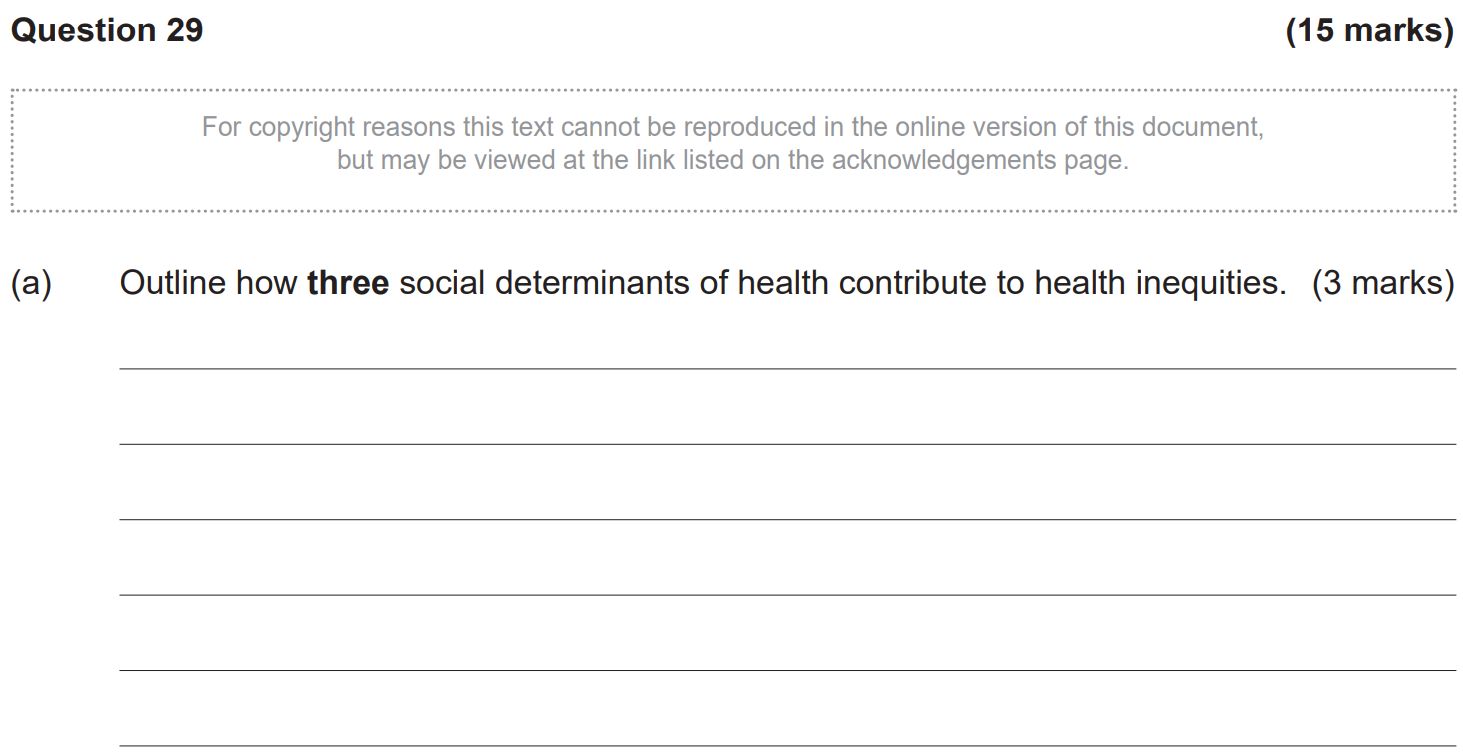 Question 29 (15 marks)
For copyright reasons this text cannot be reproduced in the online version of this document,
but may be viewed at the link listed on the acknowledgements page.
(a) Outline how three social determinants of health contribute to health inequities. (3 marks)